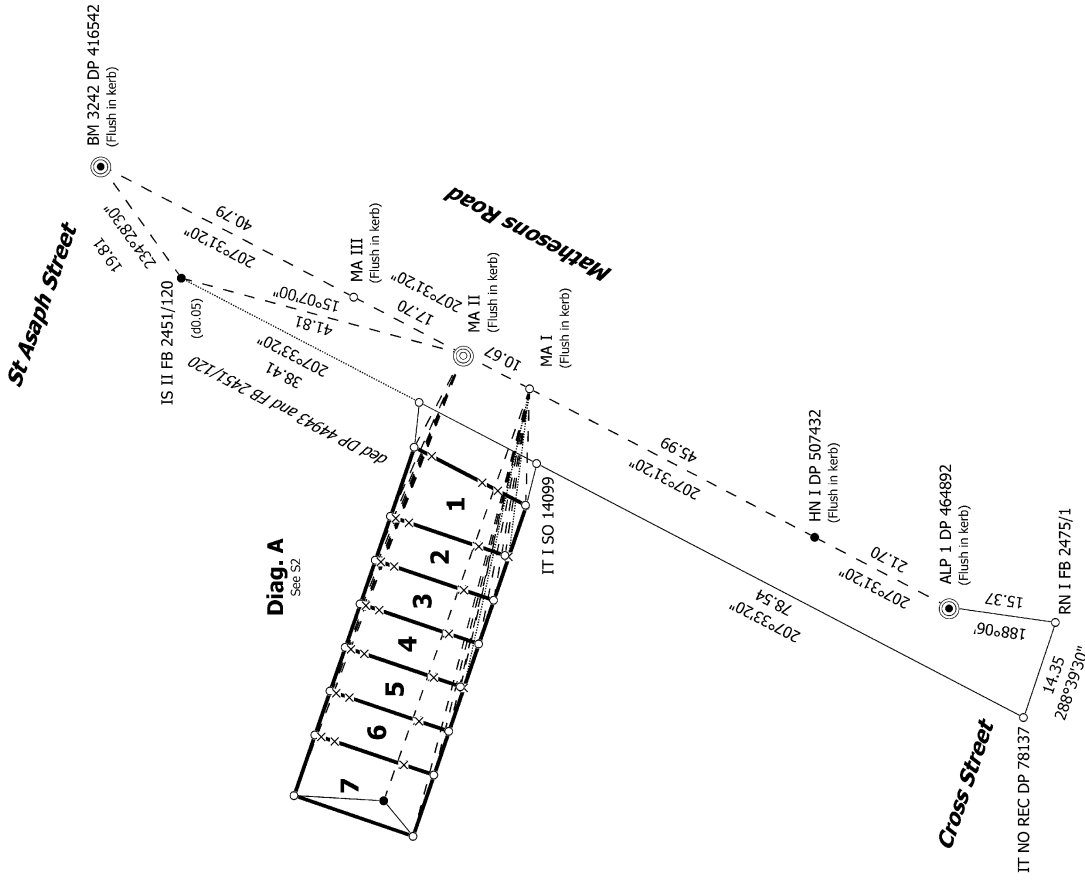 BM 3242 DP 416542
(Flush in kerb)
St Asaph Street
19.81
234°28'30"
40.79
207°31'20"
Mathesons Road
IS II FB 2451/120
(d0.05)
MA III
(Flush in kerb)
15°07'00"
41.81
17.70
207°31'20"
MA II
(Flush in kerb)
207°33'20"
38.41
ded DP 44943 and FB 2451/120
10.67
MA I
(Flush in kerb)
Diag. A
See S2
1
2
3
4
5
6
7
IT I SO 14099
45.99
207°31'20"
HN I DP 507432
(Flush in kerb)
21.70
207°31'20"
ALP 1 DP 464892
(Flush in kerb)
78.54
207°33'20"
15.37
188°06'
RN I FB 2475/1
14.35
288°39'30"
Cross Street
IT NO REC DP 78137